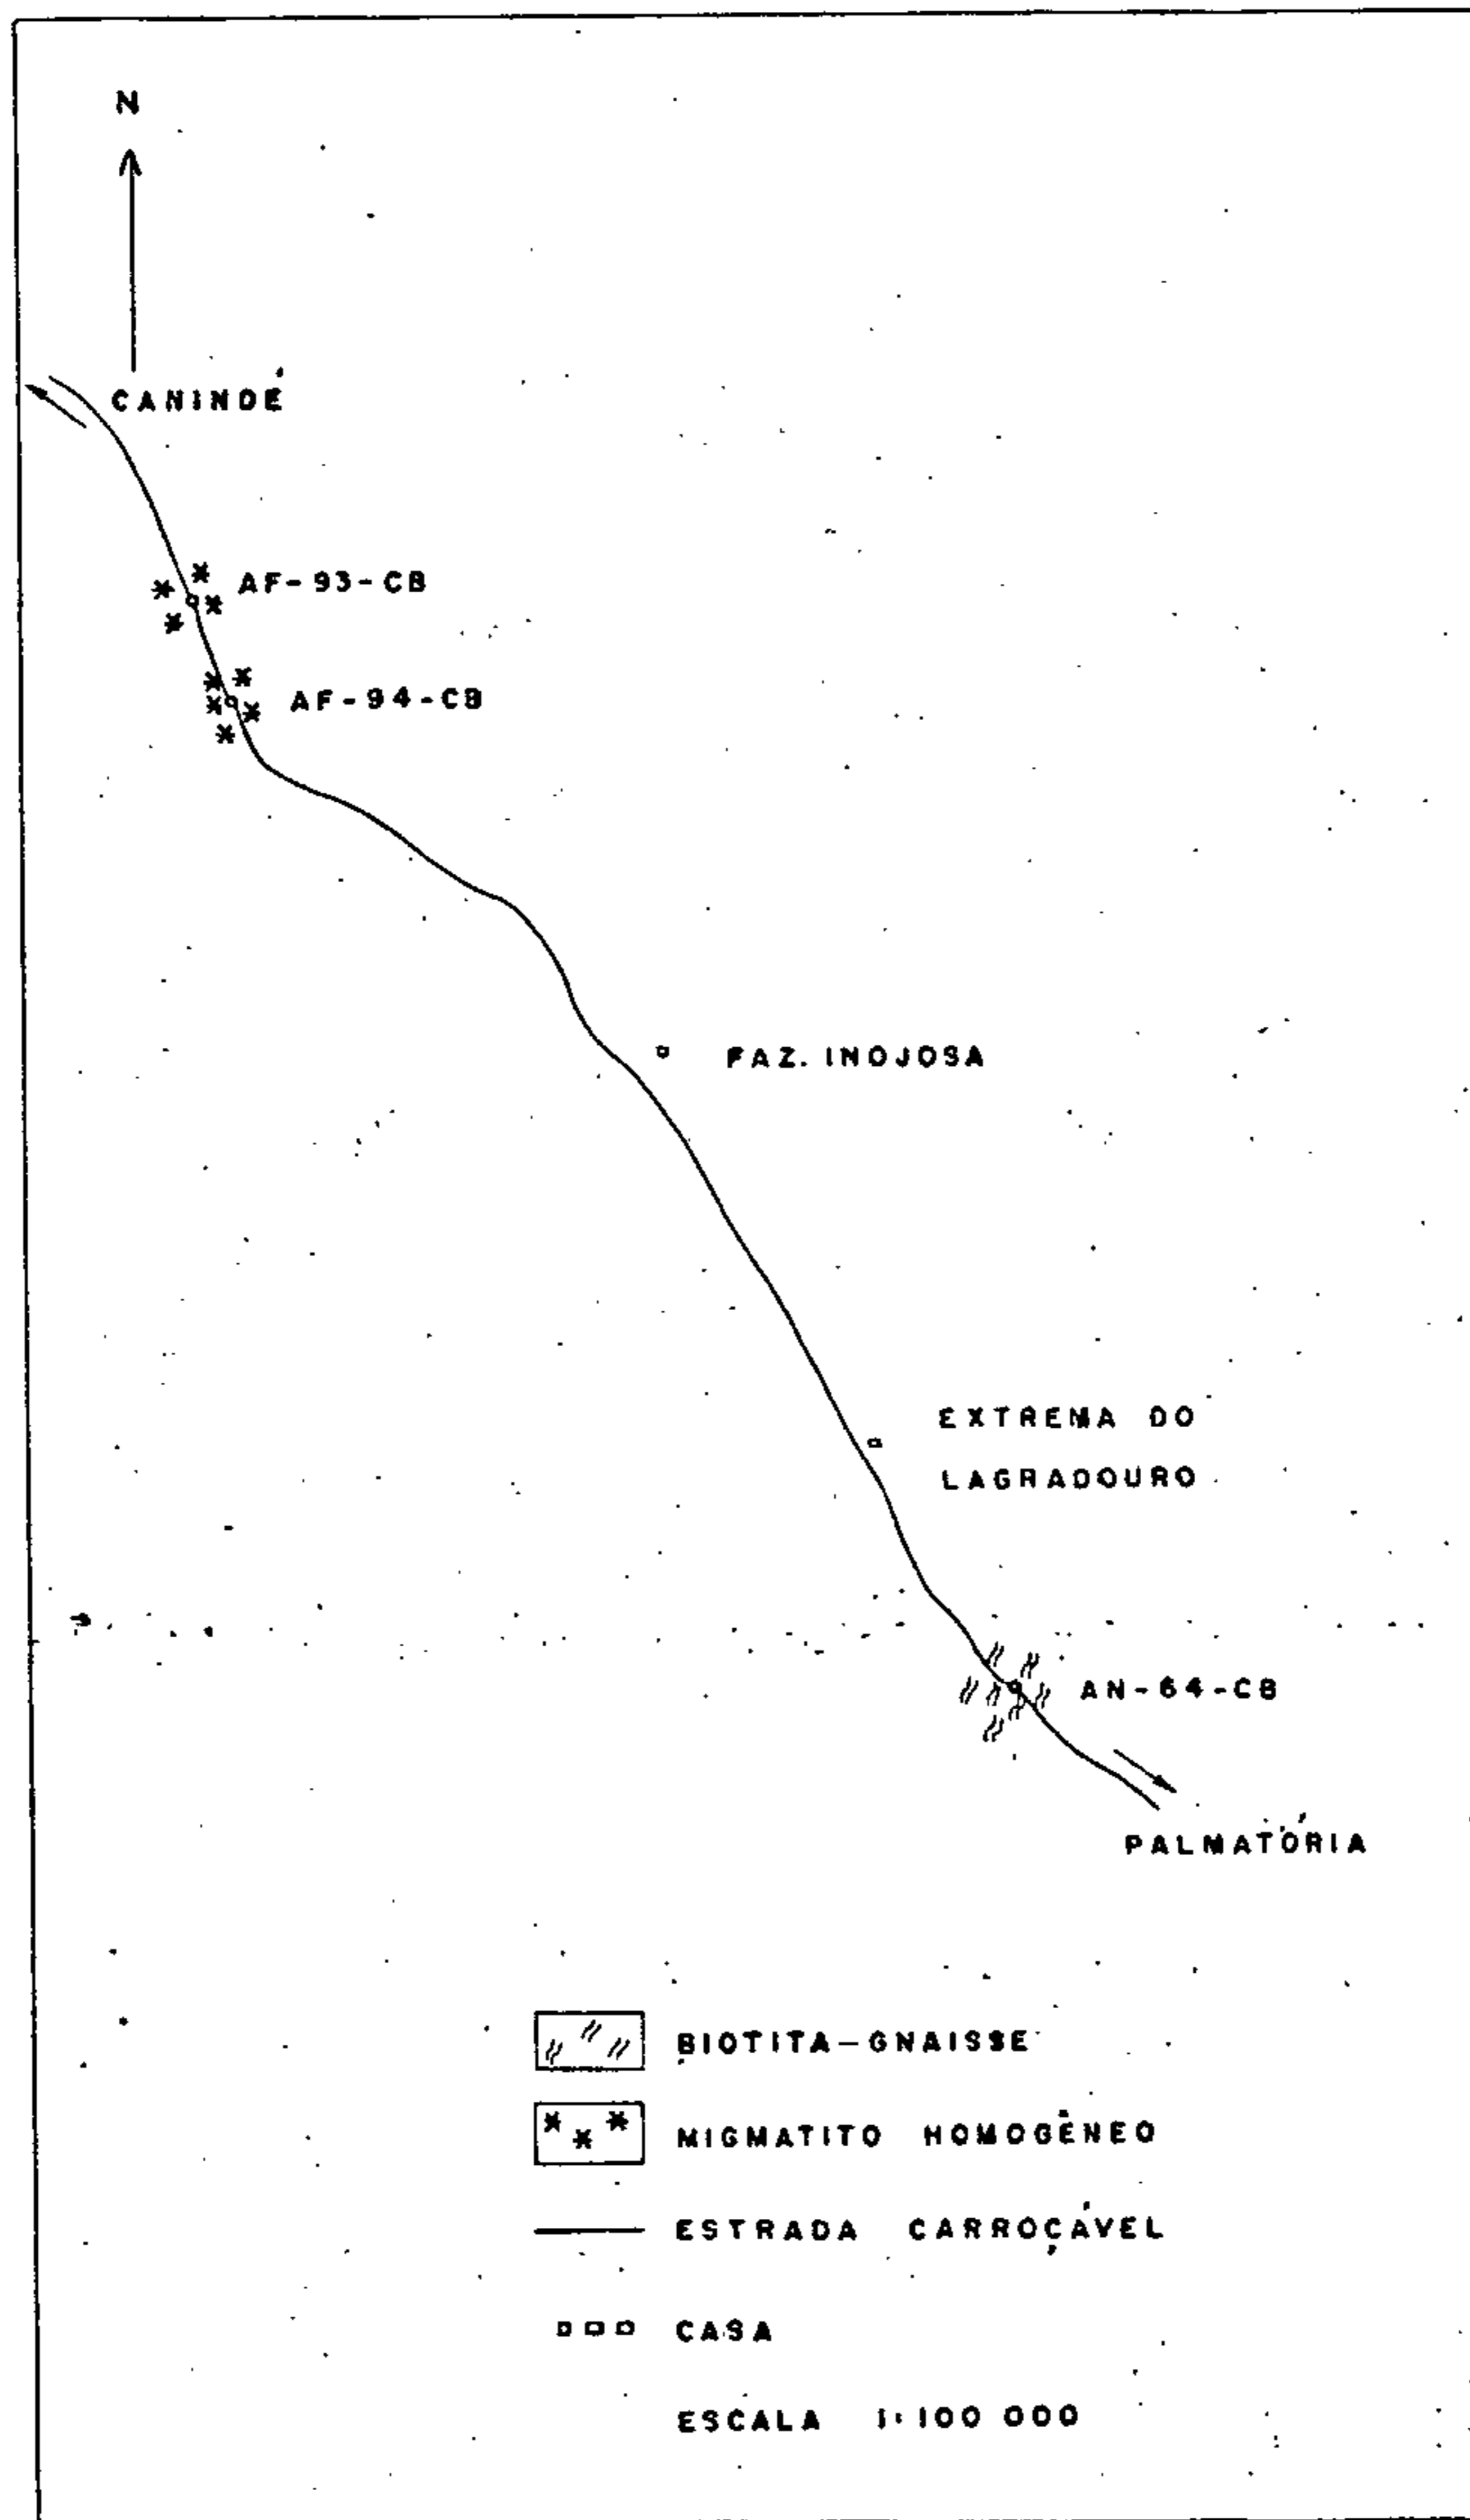 N
CANINDÉ
AF-93-CB
AF-94-CB
FAZ. INOJOSA
EXTREMA DO
LAGRADOURO
AN-64-CB
PALMATÓRIA
BIOTITA-GNAISSE
MIGMATITO HOMOGÊNEO
ESTRADA CARROÇÁVEL
CASA
ESCALA 1:100 000